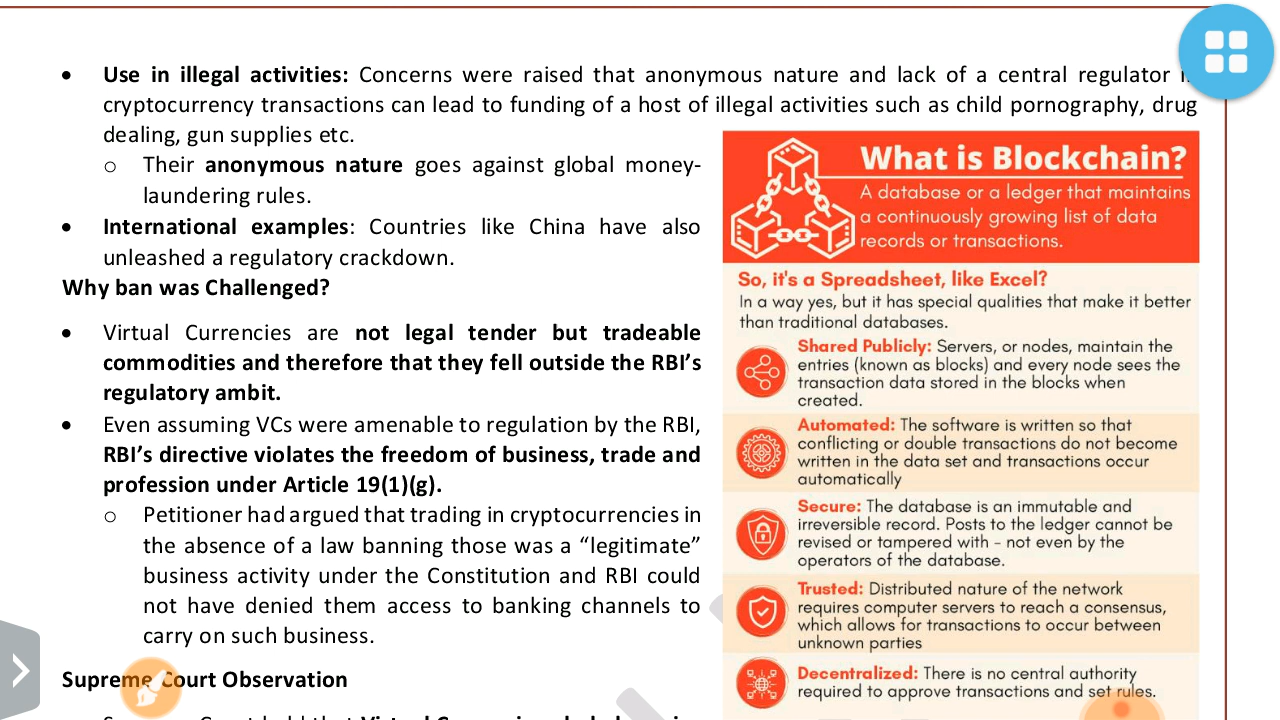 • Use in illegal activities: Concerns were raised that anonymous nature and lack of a central regulator
cryptocurrency transactions can lead to funding of a host of illegal activities such as child pornography, drug
dealing, gun supplies etc.
o Their anonymous nature goes against global money-
laundering rules.
• International examples: Countries like China have also
unleashed a regulatory crackdown.
Why ban was Challenged?
• Virtual Currencies are not legal tender but tradeable
commodities and therefore that they fell outside the RBI’s
regulatory ambit.
• Even assuming VCs were amenable to regulation by the RBI,
RBI’s directive violates the freedom of business, trade and
profession under Article 19(1)(g).
o Petitioner had argued that trading in cryptocurrencies in
the absence of a law banning those was a “legitimate”
business activity under the Constitution and RBI could
not have denied them access to banking channels to
carry on such business.
Supreme Court Observation
What is Blockchain?
A database or a ledger that maintains
a continuously growing list of data
records or transactions.
So, it's a Spreadsheet, like Excel?
In a way yes, but it has special qualities that make it better
than traditional databases.
Shared Publicly: Servers, or nodes, maintain the
entries (known as blocks) and every node sees the
transaction data stored in the blocks when
created.
Automated: The software is written so that
conflicting or double transactions do not become
written in the data set and transactions occur
automatically
Secure: The database is an immutable and
irreversible record. Posts to the ledger cannot be
revised or tampered with - not even by the
operators of the database.
Trusted: Distributed nature of the network
requires computer servers to reach a consensus,
which allows for transactions to occur between
unknown parties
Decentralized: There is no central authority
required to approve transactions and set rules.